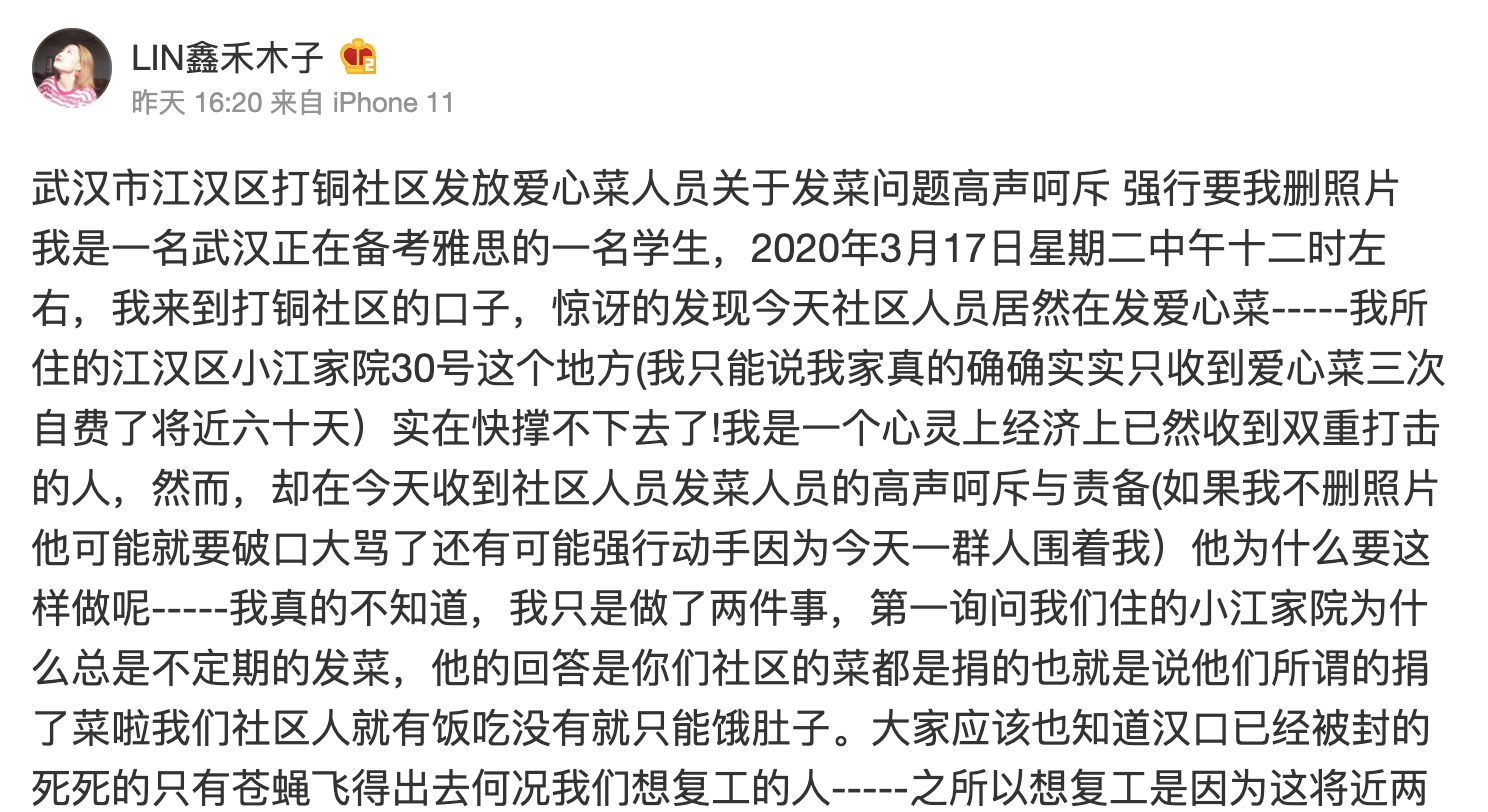 LIN鑫禾木子
昨天 16:20 来自 iPhone 11
武汉市江汉区打铜社区发放爱心菜人员关于发菜问题高声呵斥 强行要我删照片
我是一名武汉正在备考雅思的一名学生，2020年3月17日星期二中午十二时左
右，我来到打铜社区的口子，惊讶的发现今天社区人员居然在发爱心菜-----我所
住的江汉区小江家院30号这个地方(我只能说我家真的确确实实只收到爱心菜三次
自费了将近六十天）实在快撑不下去了!我是一个心灵上经济上已然收到双重打击
的人，然而，却在今天收到社区人员发菜人员的高声呵斥与责备(如果我不删照片
他可能就要破口大骂了还有可能强行动手因为今天一群人围着我）他为什么要这
样做呢-----我真的不知道，我只是做了两件事，第一询问我们住的小江家院为什
么总是不定期的发菜，他的回答是你们社区的菜都是捐的也就是说他们所谓的捐
了菜啦我们社区人就有饭吃没有就只能饿肚子。大家应该也知道汉口已经被封的
死死的只有苍蝇飞得出去何况我们想复工的人-----之所以想复工是因为这将近两